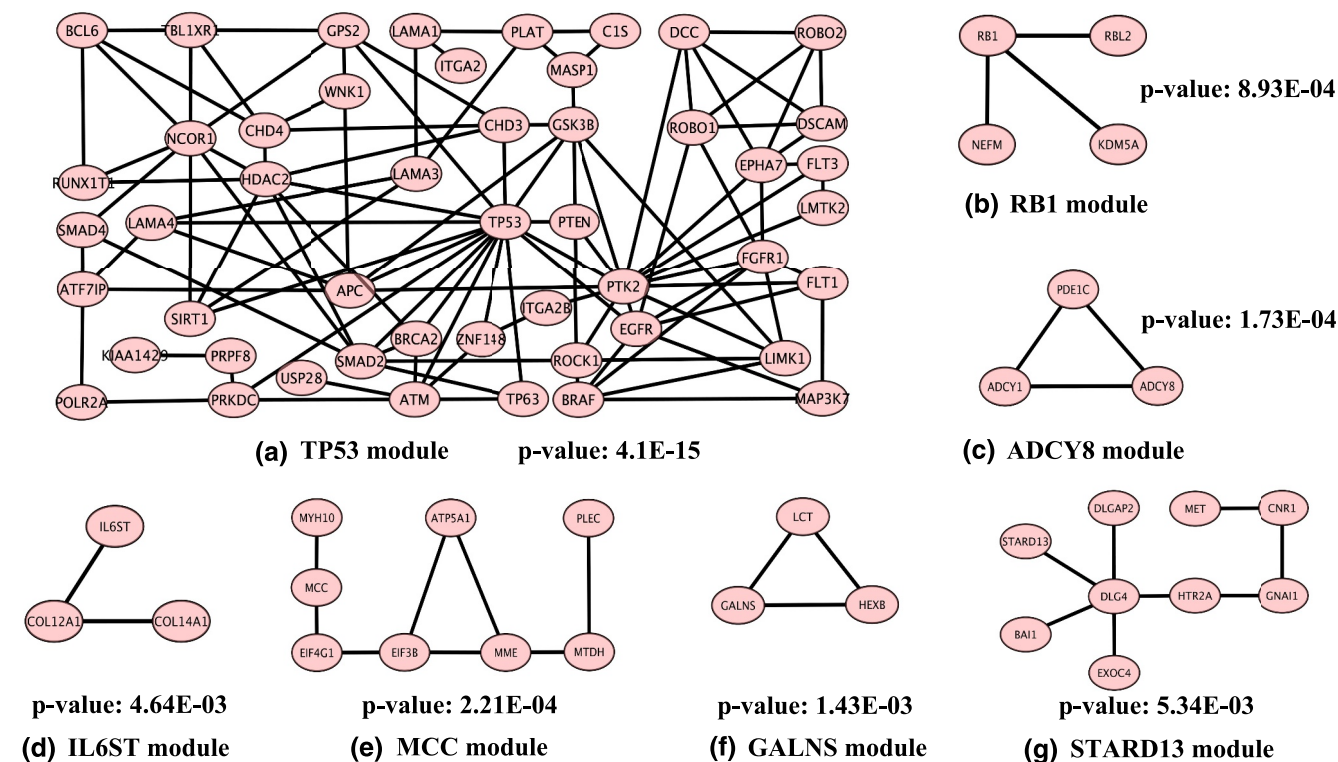 BCL6 TBL1XR1 GPS2 LAMA1 PLAT C1S DCC ROBO2
ITGA2 MASP1
WNK1
NCOR1 CHD4 CHD3 GSK3B ROBO1 DSCAM
RUNX1T1 HDAC2 LAMA3 EPHA7 FLT3
SMAD4 LAMA4 TP53 PTEN LMTK2
ATF7IP APC PTK2 FGFR1 FLT1
SIRT1 ITGA2B EGFR
KIAA1429 PRPF8 SMAD2 BRCA2 ZNF148 ROCK1 LIMK1
USP28
POLR2A PRKDC ATM TP63 BRAF MAP3K7
(a) TP53 module p-value: 4.1E-15
RB1 RBL2
p-value: 8.93E-04
NEFM KDM5A
(b) RB1 module
PDE1C
p-value: 1.73E-04
ADCY1 ADCY8
(c) ADCY8 module
IL6ST
COL12A1 COL14A1
p-value: 4.64E-03
(d) IL6ST module
MYH10 ATP5A1 PLEC
MCC
EIF4G1 EIF3B MME MTDH
p-value: 2.21E-04
(e) MCC module
LCT
GALNS HEXB
p-value: 1.43E-03
(f) GALNS module
DLGAP2 MET CNR1
STARD13
DLG4 HTR2A GNAI1
BAI1
EXOC4
p-value: 5.34E-03
(g) STARD13 module